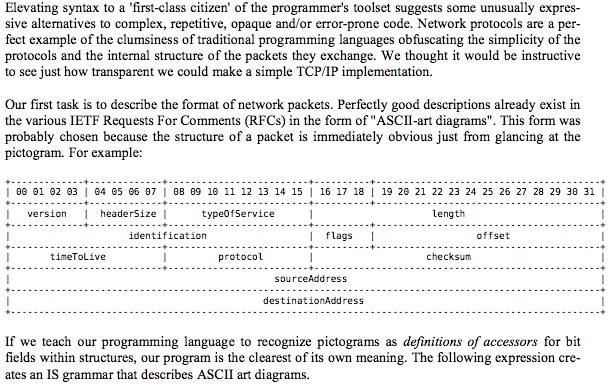 Elevating syntax to a 'first-class citizen' of the programmer's toolset suggests some unusually expres-
sive alternatives to complex, repetitive, opaque and/or error-prone code. Network protocols are a per-
fect example of the clumsiness of traditional programming languages obfuscating the simplicity of the
protocols and the internal structure of the packets they exchange. We thought it would be instructive
to see just how transparent we could make a simple TCP/IP implementation.

Our first task is to describe the format of network packets. Perfectly good descriptions already exist in
the various IETF Requests For Comments (RFCs) in the form of "ASCII-art diagrams". This form was
probably chosen because the structure of a packet is immediately obvious just from glancing at the
pictogram. For example:

+-------------+-------------+-------------------------+----------+----------------------------------------+
| 00 01 02 03 | 04 05 06 07 | 08 09 10 11 12 13 14 15 | 16 17 18 | 19 20 21 22 23 24 25 26 27 28 29 30 31 |
+-------------+-------------+-------------------------+----------+----------------------------------------+
|   version   | headerSize  |      typeOfService      |                      length                       |
+-------------+-------------+-------------------------+----------+----------------------------------------+
|                    identification                   |  flags   |                 offset                 |
+---------------------------+-------------------------+----------+----------------------------------------+
|        timeToLive         |        protocol         |                     checksum                      |
+---------------------------+-------------------------+---------------------------------------------------+
|                                              sourceAddress                                              |
+---------------------------------------------------------------------------------------------------------+
|                                           destinationAddress                                            |
+---------------------------------------------------------------------------------------------------------+

If we teach our programming language to recognize pictograms as definitions of accessors for bit
fields within structures, our program is the clearest of its own meaning. The following expression cre-
ates an IS grammar that describes ASCII art diagrams.